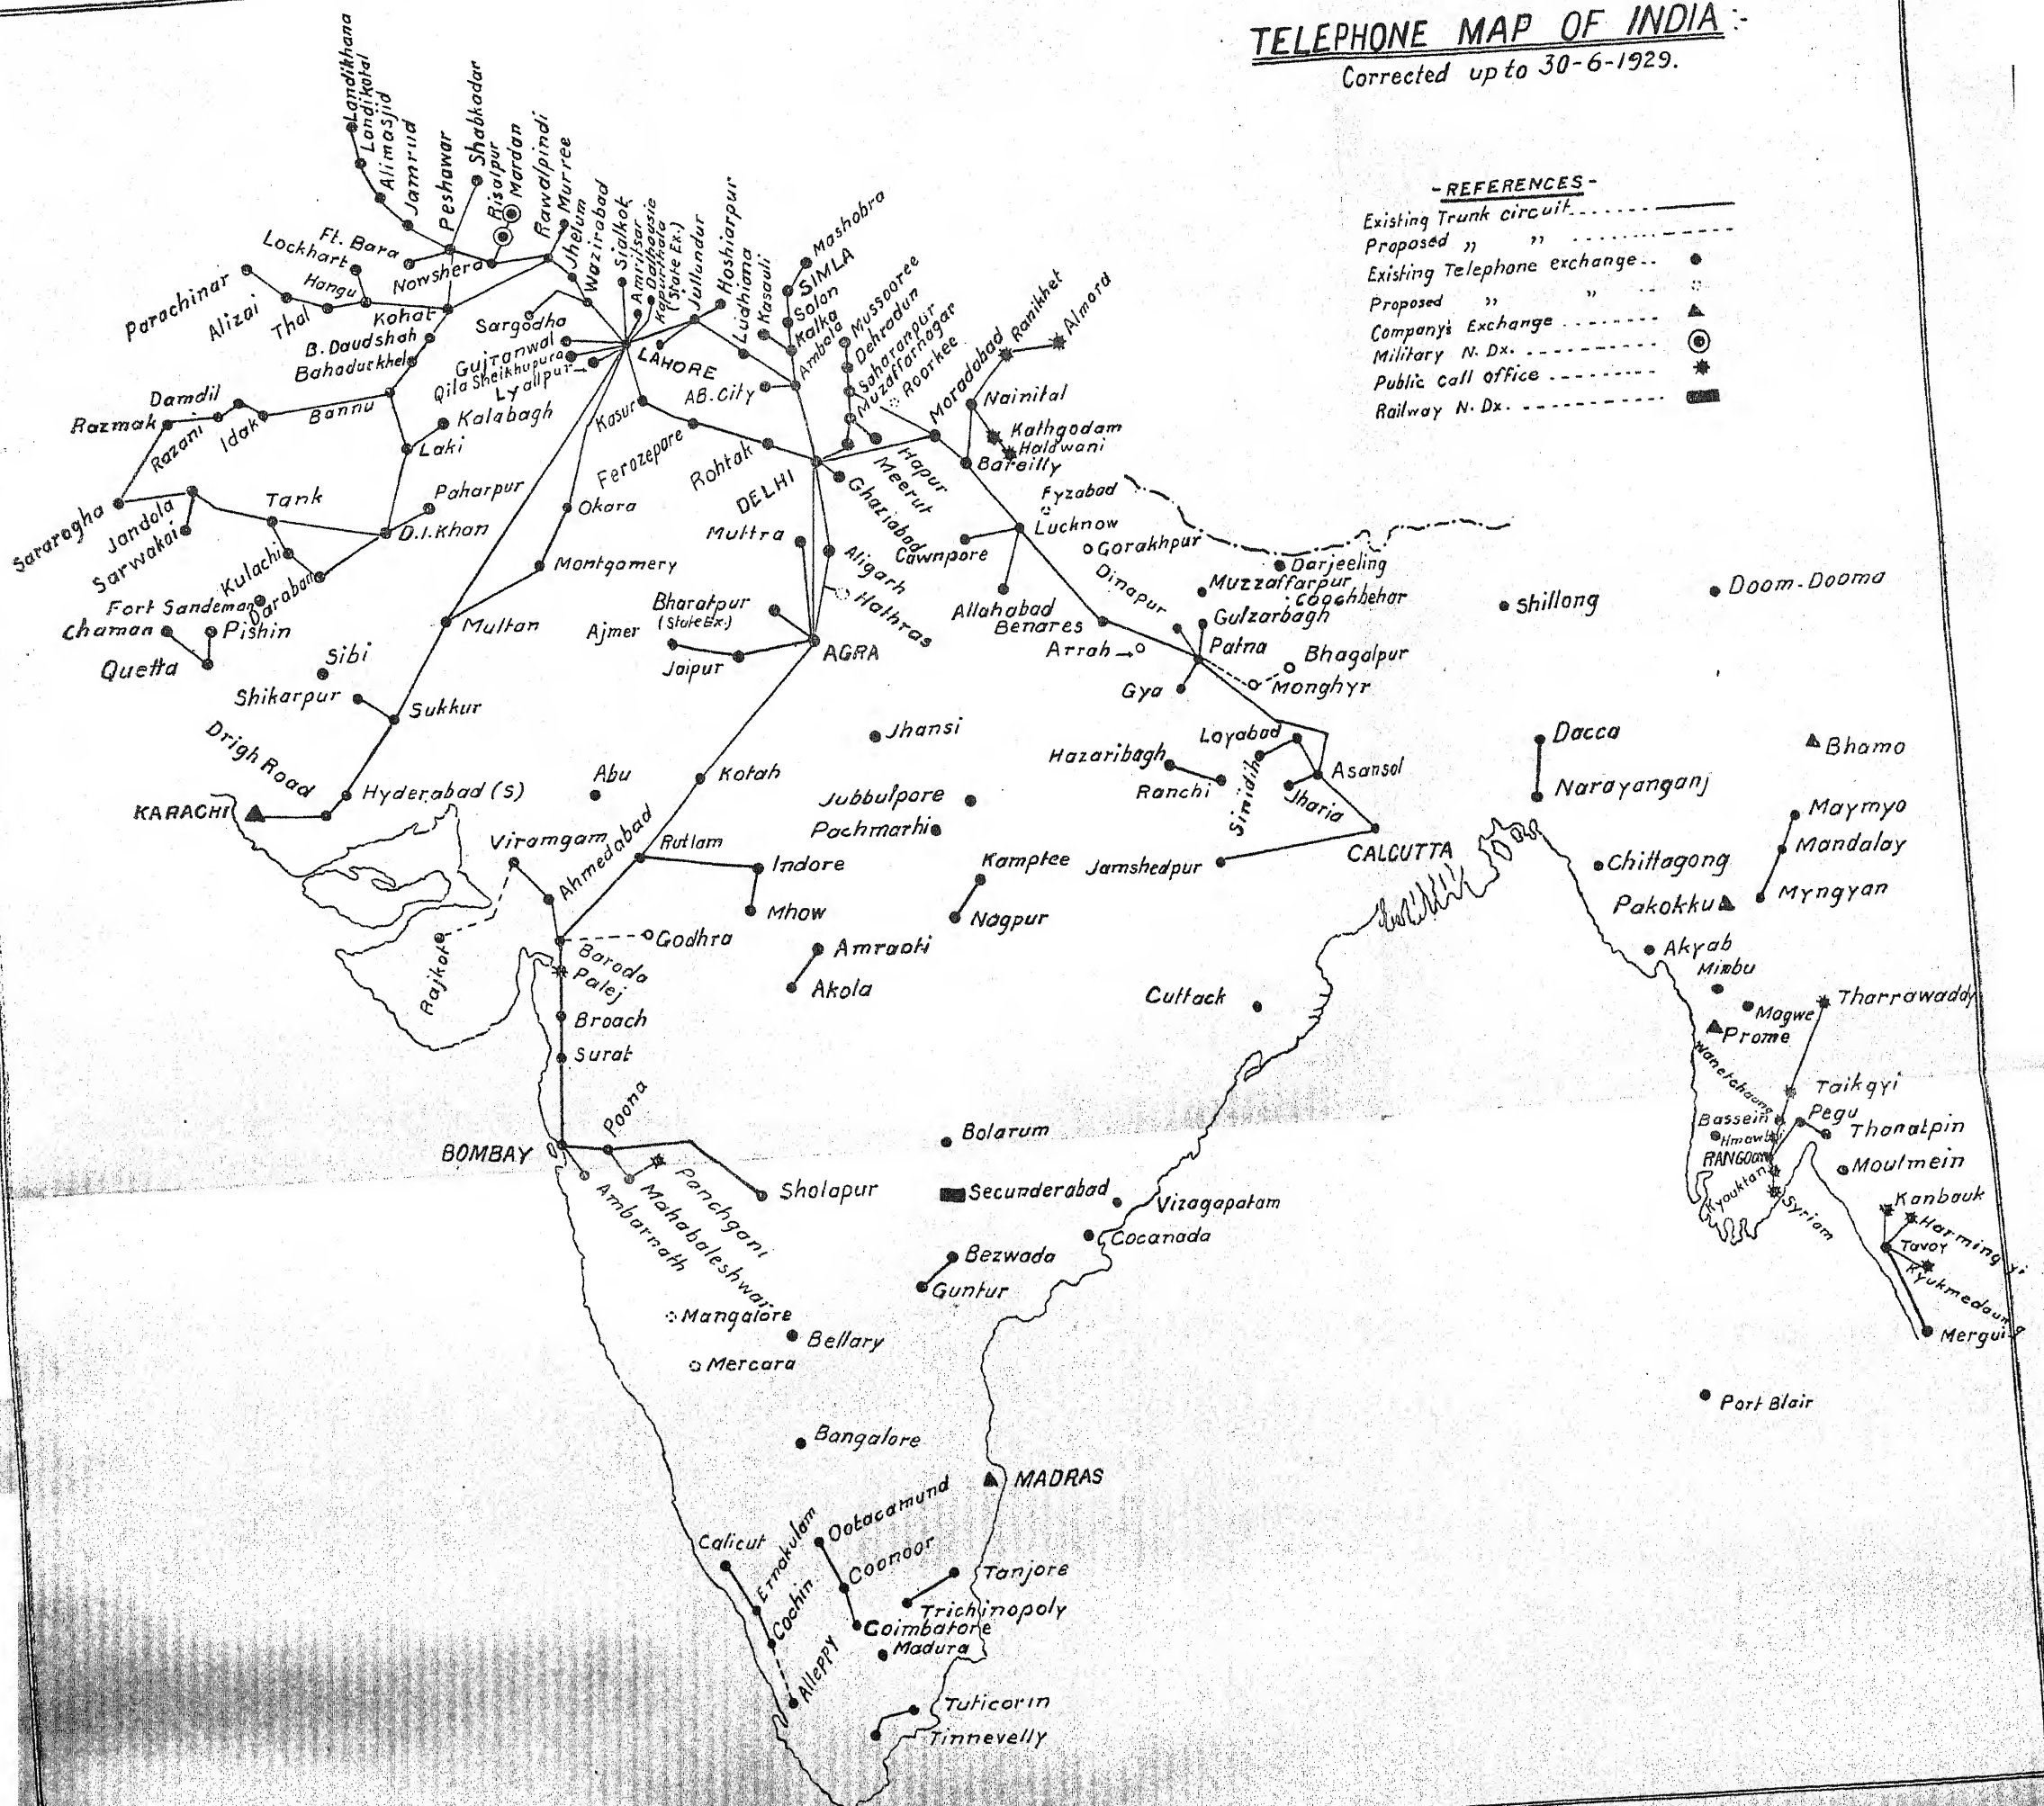 TELEPHONE MAP OF INDIA:-
Corrected up to 30-6-1929.
-REFERENCES-
Existing Trunk circuit
Proposed ,, ,,
Existing Telephone exchange..
Proposed ,, ,,
Company's Exchange
Military N. Dx.
Public Call Office
Railway N. Dx.
Landikhana
Landikotal
Alimasjid
Jamrud
Peshawar
Shabkadar
Risalpur
Mardan
Rawalpindi
Murree
Jhelum
Wazirabad
Sialkot
Amritsar
Dalhousie
Kapurthala
(State Ex.)
Jullundur
Hoshiarpur
Ludhiana
Kasauli
Mashobra
SIMLA
Solon
Kalka
Ambala
Mussooree
Dehradun
Saharanpur
Muzaffarnagar
Roorkee
Moradabad
Ranikhet
Almora
Ft. Bara
Lockhart
Hangu
Nowshera
Parachinar
Alizai
Thal
Kohat
B. Daudshah
Bahadurkhel
Sargodha
Gujranwal
Qila Sheikhupura
Lyallpur
LAHORE
AB. City
Nainital
Kathgodam
Haldwani
Bareilly
Damdil
Razmak
Razani
Idak
Bannu
Kalabagh
Laki
Kasur
Ferozepore
Rohtak
DELHI
Hapur
Meerut
Ghaziabad
Fyzabad
Lucknow
Cawnpore
Gorakhpur
Sararogha
Jandola
Sarwakai
Tank
Paharpur
D.I.Khan
Kulachi
Daraban
Okara
Montgomery
Muttra
Aligarh
Hathras
Dinapur
Darjeeling
Muzzaffarpur
Coochbehar
Gulzarbagh
Shillong
Doom-Dooma
Fort Sandeman
Chaman
Pishin
Quetta
Sibi
Multan
Bharatpur
(State Ex.)
Ajmer
Jaipur
AGRA
Allahabad
Benares
Arrah
Patna
Bhagalpur
Gya
Monghyr
Shikarpur
Sukkur
Drigh Road
Hyderabad (S)
KARACHI
Abu
Kotah
Jhansi
Jubbulpore
Pachmarhi
Hazaribagh
Ranchi
Loyabad
Sinidih
Jharia
Asansol
Dacca
Narayanganj
Bhamo
Maymyo
Mandalay
Myngyan
Viramgam
Ahmedabad
Rutlam
Indore
Mhow
Kamptee
Nagpur
Jamshedpur
CALCUTTA
Chittagong
Pakokku
Rajkot
Godhra
Baroda
Palej
Amraoti
Akola
Cuttack
Akyab
Minbu
Magwe
Prome
Tharrawaddy
Broach
Surat
Wanetchaung
Taikgyi
Bassein
Pegu
Thanatpin
Hmawbi
RANGOON
Moulmein
Kyouktan
Syriam
Kanbauk
Tavoy
Kyukmedaung
Mergui
Poona
BOMBAY
Ambarnath
Mahabaleshwar
Panchgani
Sholapur
Bolarum
Secunderabad
Vizagapatam
Cocanada
Bezwada
Guntur
Mangalore
Bellary
Mercara
Port Blair
Bangalore
MADRAS
Calicut
Ernakulam
Cochin
Ootacamund
Coonoor
Tanjore
Trichinopoly
Coimbatore
Madura
Alleppy
Tuticorin
Tinnevelly